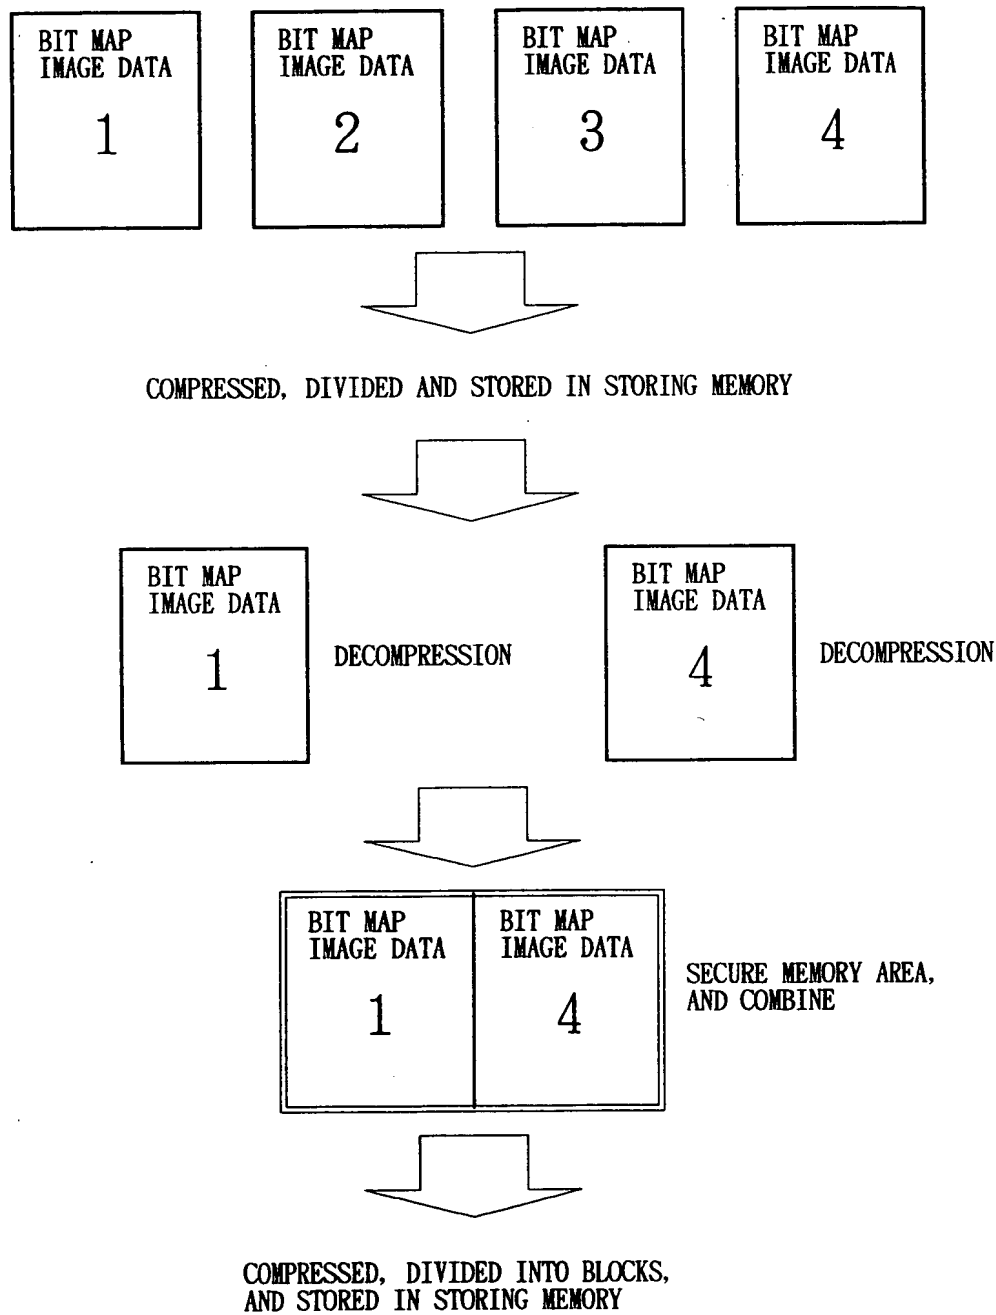 BIT MAP
IMAGE DATA
1
BIT MAP
IMAGE DATA
2
BIT MAP
IMAGE DATA
3
BIT MAP
IMAGE DATA
4
COMPRESSED, DIVIDED AND STORED IN STORING MEMORY
BIT MAP
IMAGE DATA
1
DECOMPRESSION
BIT MAP
IMAGE DATA
4
DECOMPRESSION
BIT MAP
IMAGE DATA
1
BIT MAP
IMAGE DATA
4
SECURE MEMORY AREA,
AND COMBINE
COMPRESSED, DIVIDED INTO BLOCKS,
AND STORED IN STORING MEMORY